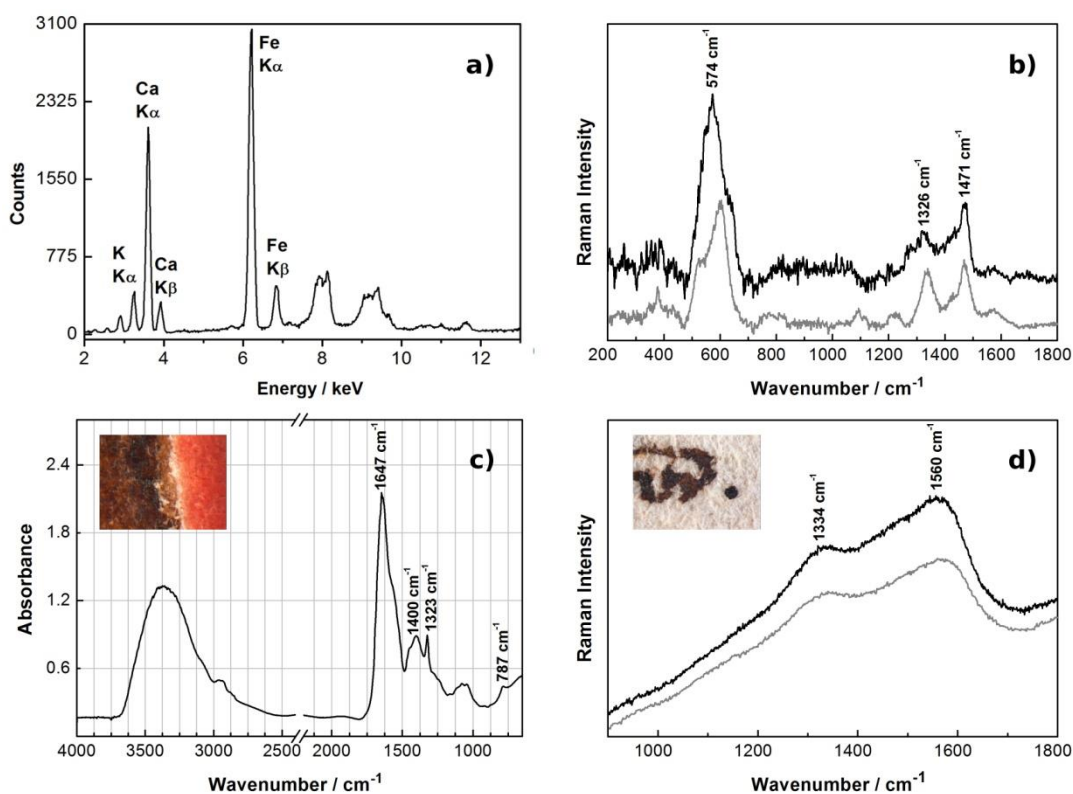 a)
Counts
3100
2325
1550
775
0
K
Kα
Ca
Kα
Ca
Kβ
Fe
Kα
Fe
Kβ
2 4 6 8 10 12
Energy / keV
b)
Raman Intensity
574 cm⁻¹
1326 cm⁻¹
1471 cm⁻¹
200 400 600 800 1000 1200 1400 1600 1800
Wavenumber / cm⁻¹
c)
Absorbance
2.4
1.8
1.2
0.6
1647 cm⁻¹
1400 cm⁻¹
1323 cm⁻¹
787 cm⁻¹
4000 3500 3000 2500 2000 1500 1000
Wavenumber / cm⁻¹
d)
Raman Intensity
1334 cm⁻¹
1560 cm⁻¹
1000 1200 1400 1600 1800
Wavenumber / cm⁻¹